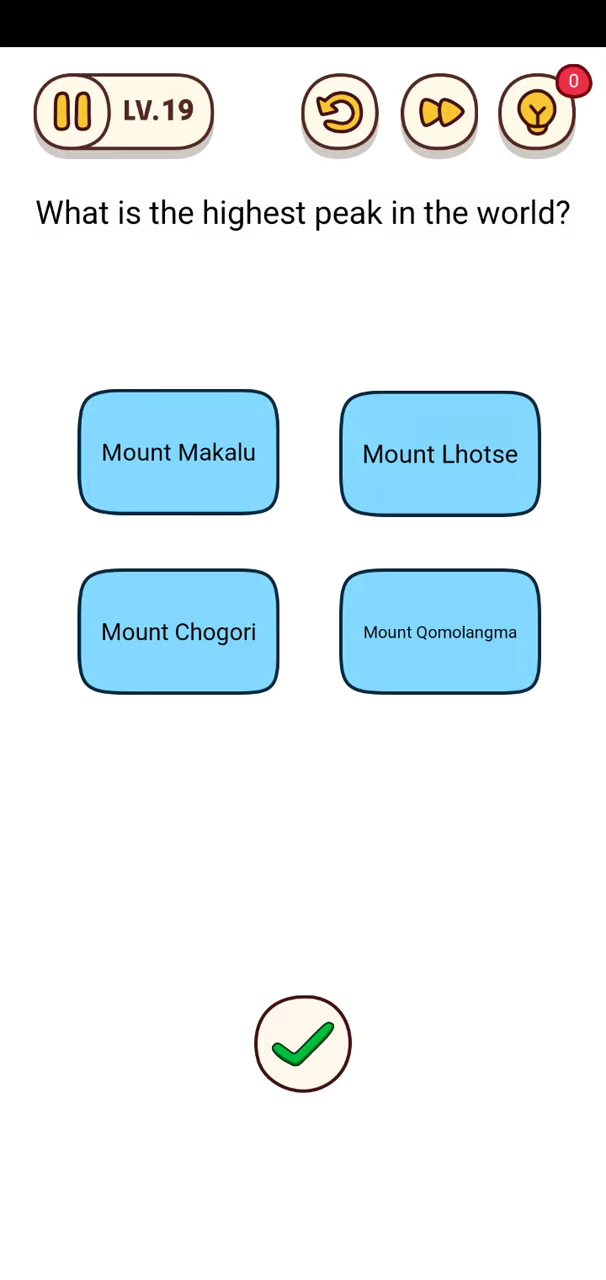 LV.19
0
What is the highest peak in the world?
Mount Makalu
Mount Lhotse
Mount Chogori
Mount Qomolangma